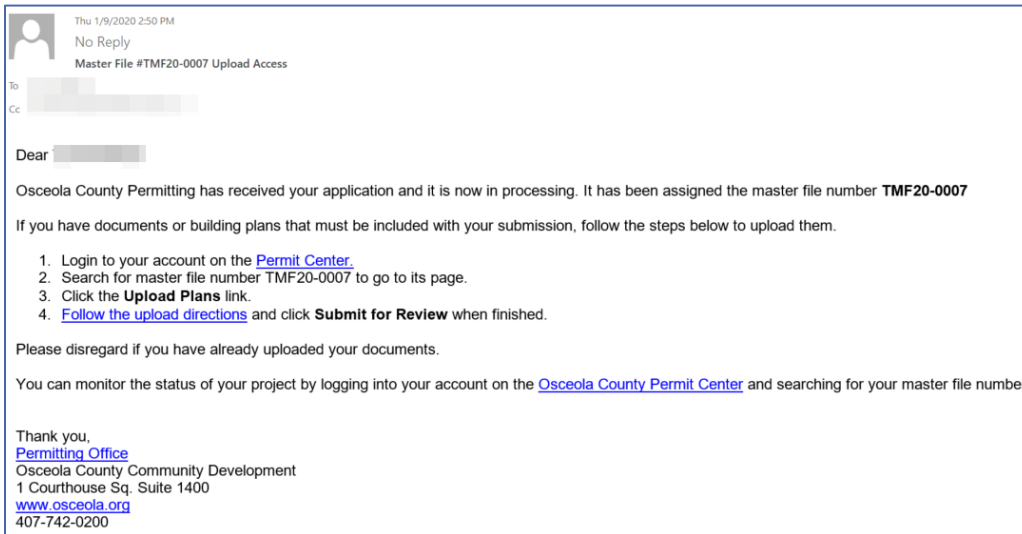 Thu 1/9/2020 2:50 PM
No Reply
Master File #TMF20-0007 Upload Access
To
Cc
Dear
Osceola County Permitting has received your application and it is now in processing. It has been assigned the master file number TMF20-0007
If you have documents or building plans that must be included with your submission, follow the steps below to upload them.
1. Login to your account on the Permit Center.
2. Search for master file number TMF20-0007 to go to its page.
3. Click the Upload Plans link.
4. Follow the upload directions and click Submit for Review when finished.
Please disregard if you have already uploaded your documents.
You can monitor the status of your project by logging into your account on the Osceola County Permit Center and searching for your master file numbe
Thank you,
Permitting Office
Osceola County Community Development
1 Courthouse Sq. Suite 1400
www.osceola.org
407-742-0200